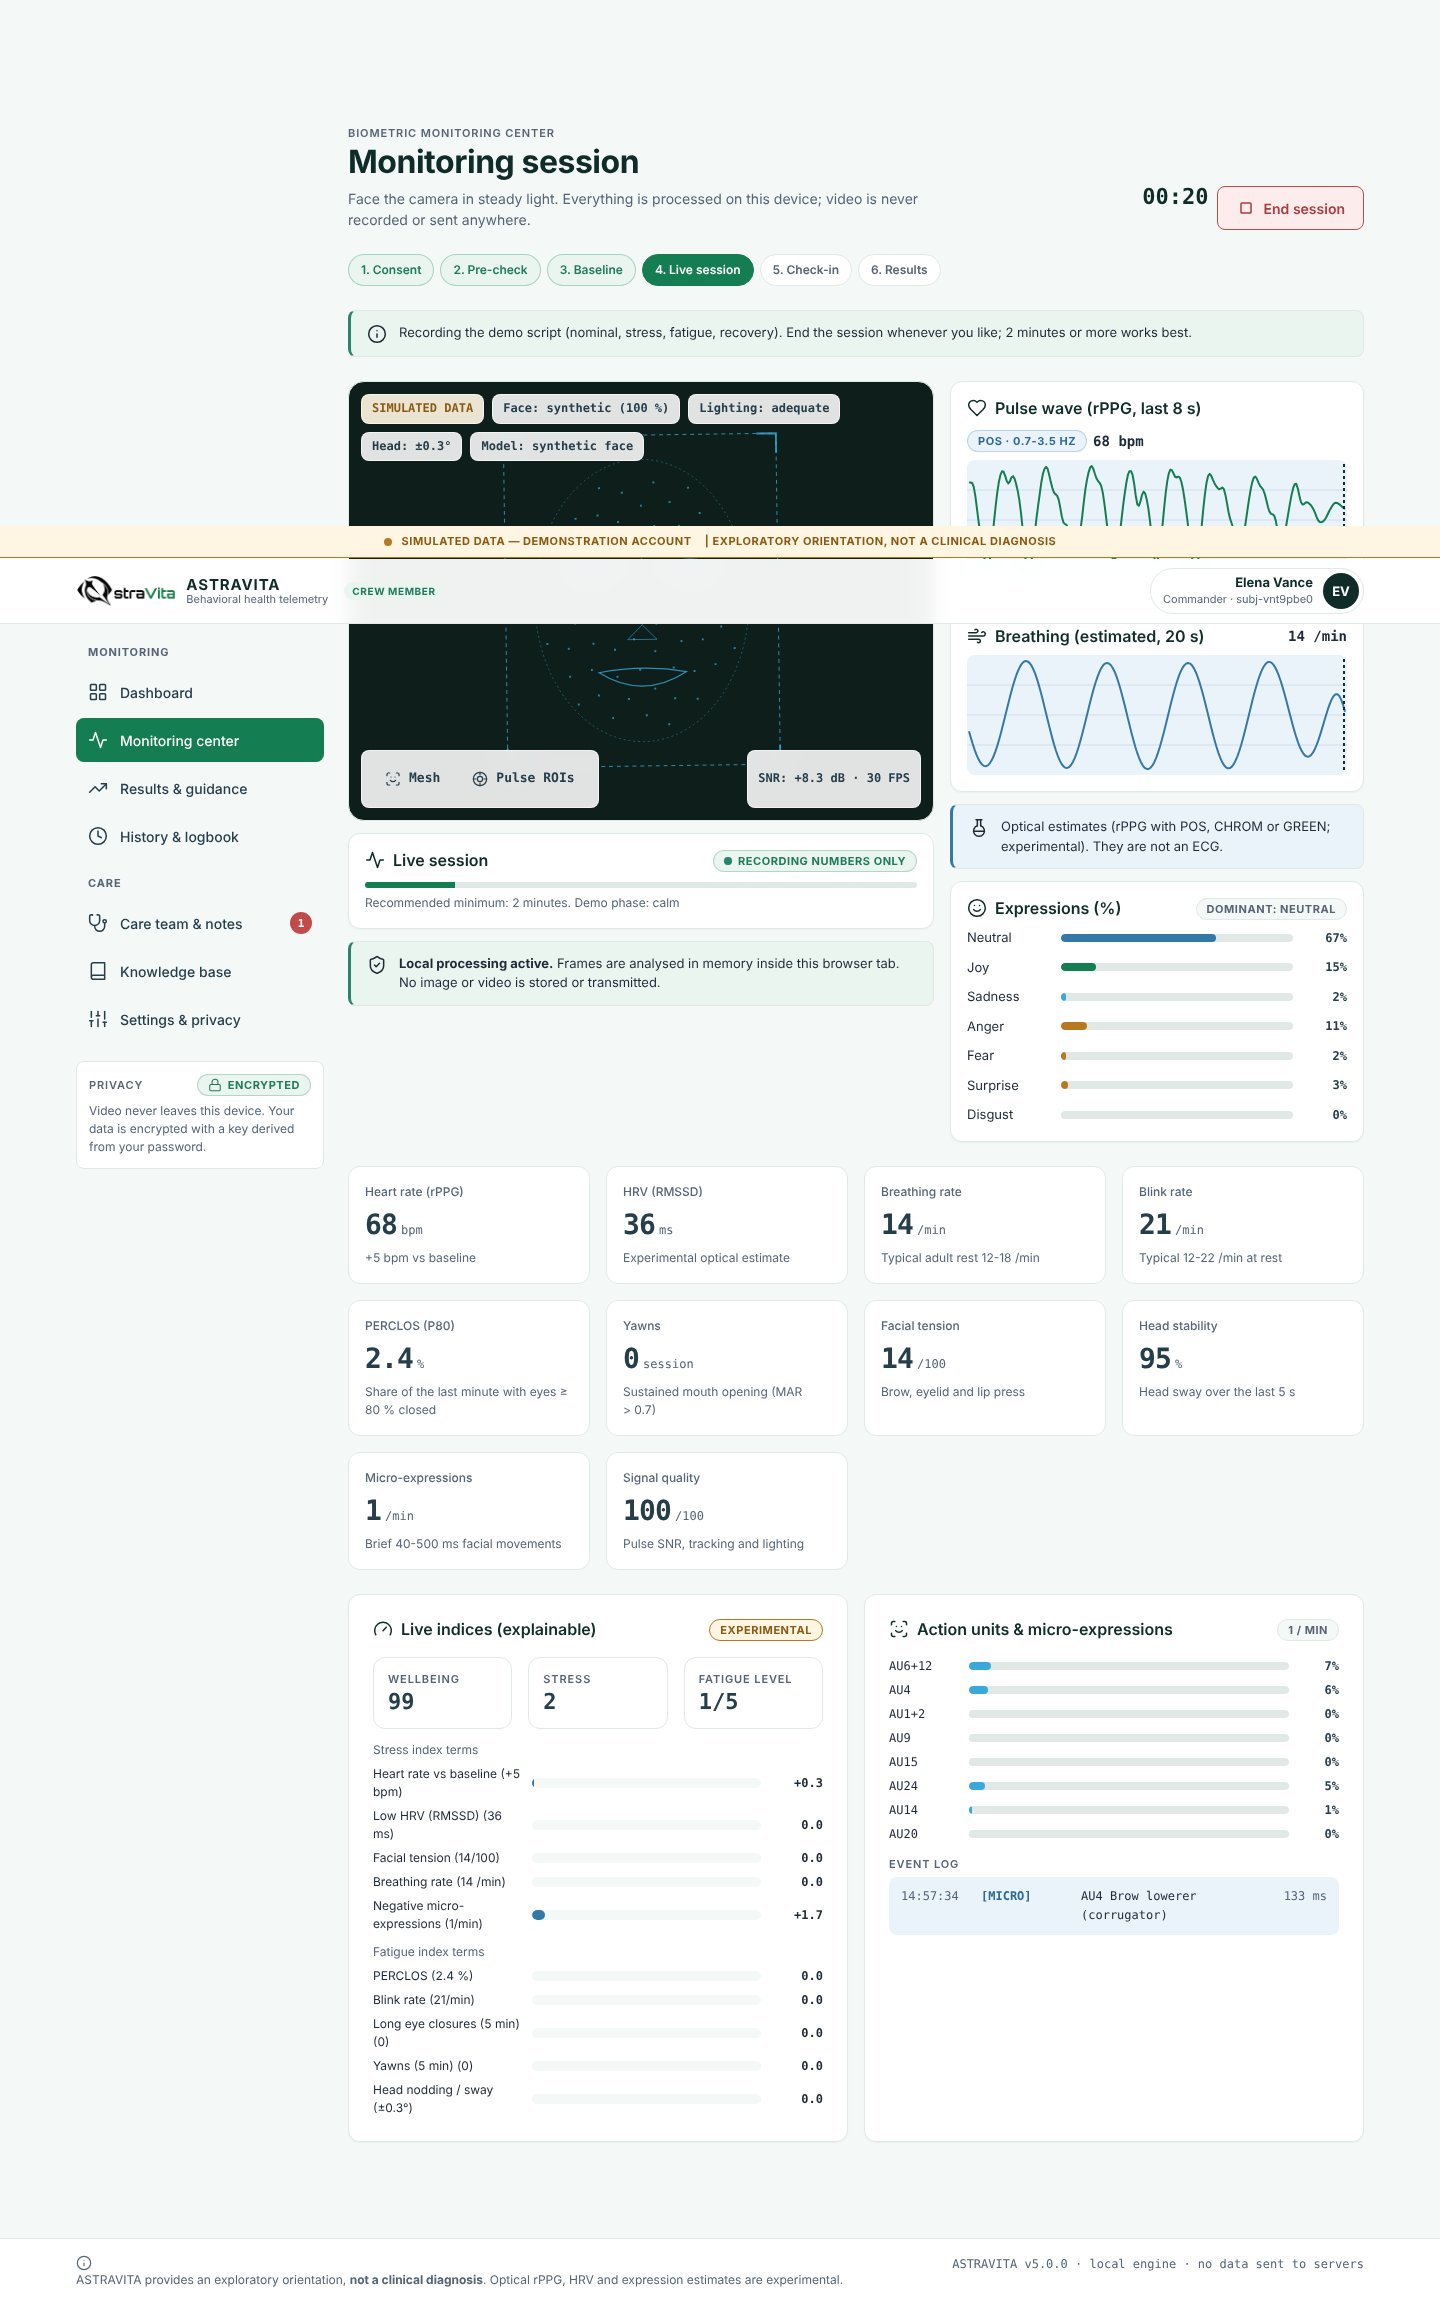 BIOMETRIC MONITORING CENTER
Monitoring session
Face the camera in steady light. Everything is processed on this device; video is never
recorded or sent anywhere.
00:20
End session
1. Consent
2. Pre-check
3. Baseline
4. Live session
5. Check-in
6. Results
Recording the demo script (nominal, stress, fatigue, recovery). End the session whenever you like; 2 minutes or more works best.
SIMULATED DATA
Face: synthetic (100 %)
Lighting: adequate
Head: ±0.3°
Model: synthetic face
Pulse wave (rPPG, last 8 s)
POS · 0.7-3.5 HZ
68 bpm
SIMULATED DATA — DEMONSTRATION ACCOUNT | EXPLORATORY ORIENTATION, NOT A CLINICAL DIAGNOSIS
straVita
ASTRAVITA
Behavioral health telemetry
CREW MEMBER
Elena Vance
Commander · subj-vnt9pbe0
EV
MONITORING
Dashboard
Monitoring center
Results & guidance
History & logbook
CARE
Care team & notes
1
Knowledge base
Settings & privacy
PRIVACY
ENCRYPTED
Video never leaves this device. Your
data is encrypted with a key derived
from your password.
Mesh
Pulse ROIs
SNR: +8.3 dB · 30 FPS
Breathing (estimated, 20 s)
14 /min
Live session
RECORDING NUMBERS ONLY
Recommended minimum: 2 minutes. Demo phase: calm
Local processing active. Frames are analysed in memory inside this browser tab.
No image or video is stored or transmitted.
Optical estimates (rPPG with POS, CHROM or GREEN;
experimental). They are not an ECG.
Expressions (%)
DOMINANT: NEUTRAL
Neutral 67%
Joy 15%
Sadness 2%
Anger 11%
Fear 2%
Surprise 3%
Disgust 0%
Heart rate (rPPG)
68 bpm
+5 bpm vs baseline
HRV (RMSSD)
36 ms
Experimental optical estimate
Breathing rate
14 /min
Typical adult rest 12-18 /min
Blink rate
21 /min
Typical 12-22 /min at rest
PERCLOS (P80)
2.4 %
Share of the last minute with eyes ≥
80 % closed
Yawns
0 session
Sustained mouth opening (MAR
> 0.7)
Facial tension
14 /100
Brow, eyelid and lip press
Head stability
95 %
Head sway over the last 5 s
Micro-expressions
1 /min
Brief 40-500 ms facial movements
Signal quality
100 /100
Pulse SNR, tracking and lighting
Live indices (explainable)
EXPERIMENTAL
WELLBEING
99
STRESS
2
FATIGUE LEVEL
1/5
Stress index terms
Heart rate vs baseline (+5
bpm)
+0.3
Low HRV (RMSSD) (36
ms)
0.0
Facial tension (14/100) 0.0
Breathing rate (14 /min) 0.0
Negative micro-
expressions (1/min)
+1.7
Fatigue index terms
PERCLOS (2.4 %) 0.0
Blink rate (21/min) 0.0
Long eye closures (5 min)
(0)
0.0
Yawns (5 min) (0) 0.0
Head nodding / sway
(±0.3°)
0.0
Action units & micro-expressions
1 / MIN
AU6+12 7%
AU4 6%
AU1+2 0%
AU9 0%
AU15 0%
AU24 5%
AU14 1%
AU20 0%
EVENT LOG
14:57:34 [MICRO] AU4 Brow lowerer 133 ms
(corrugator)
ASTRAVITA provides an exploratory orientation, not a clinical diagnosis. Optical rPPG, HRV and expression estimates are experimental.
ASTRAVITA v5.0.0 · local engine · no data sent to servers